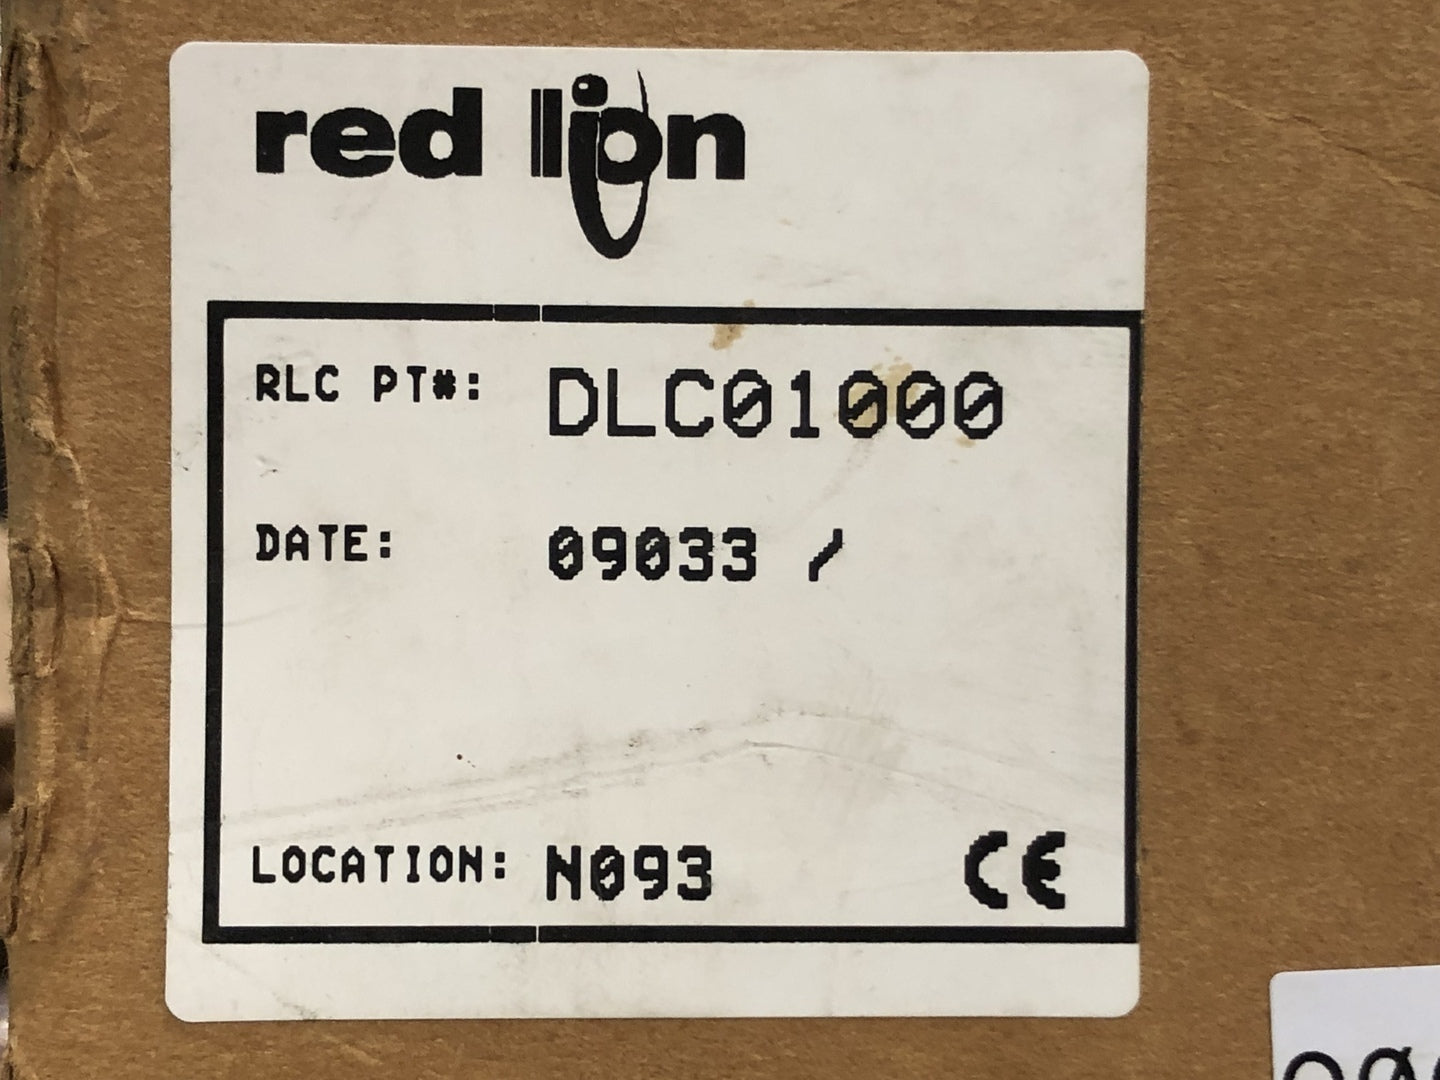 red lion
RLC PT#: DLC01000
DATE: 09033 /
LOCATION: N093 CE